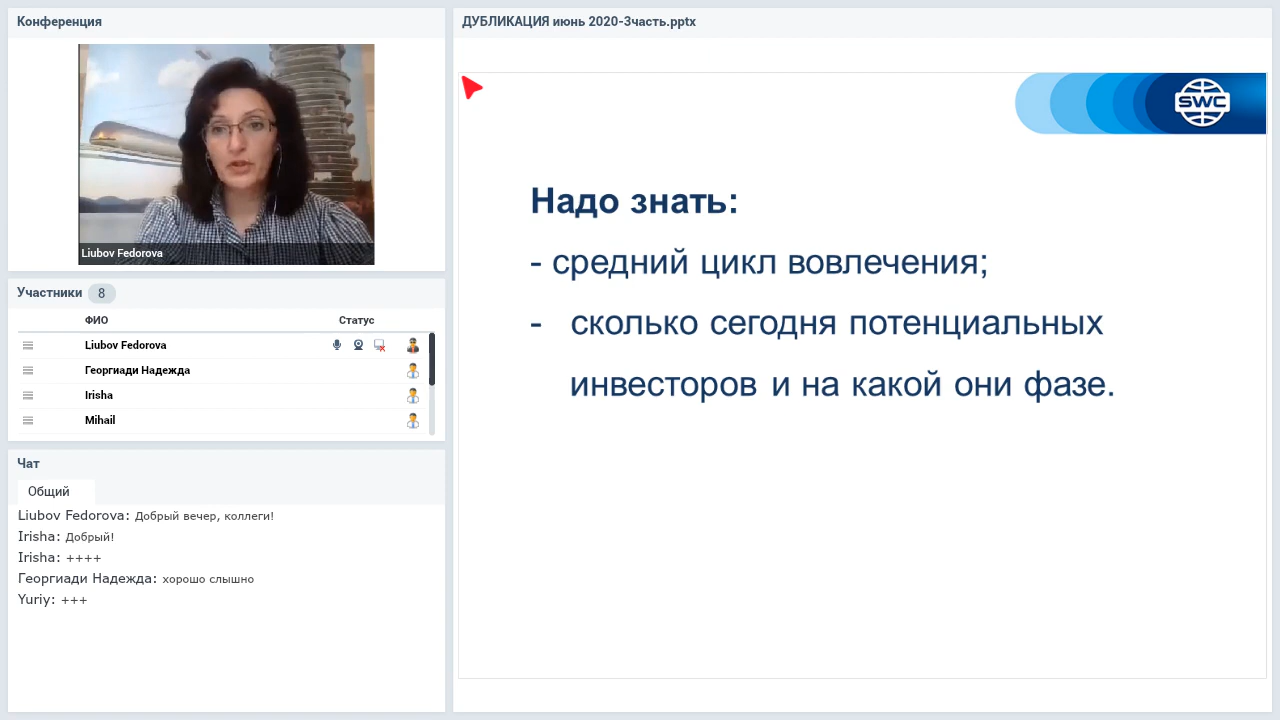 Конференция
Liubov Fedorova
Участники 8
ФИО Статус
Liubov Fedorova
Георгиади Надежда
Irisha
Mihail
Чат
Общий
Liubov Fedorova: Добрый вечер, коллеги!
Irisha: Добрый!
Irisha: ++++
Георгиади Надежда: хорошо слышно
Yuriy: +++
ДУБЛИКАЦИЯ июнь 2020-3часть.pptx
SWC
Надо знать:
- средний цикл вовлечения;
- сколько сегодня потенциальных
инвесторов и на какой они фазе.